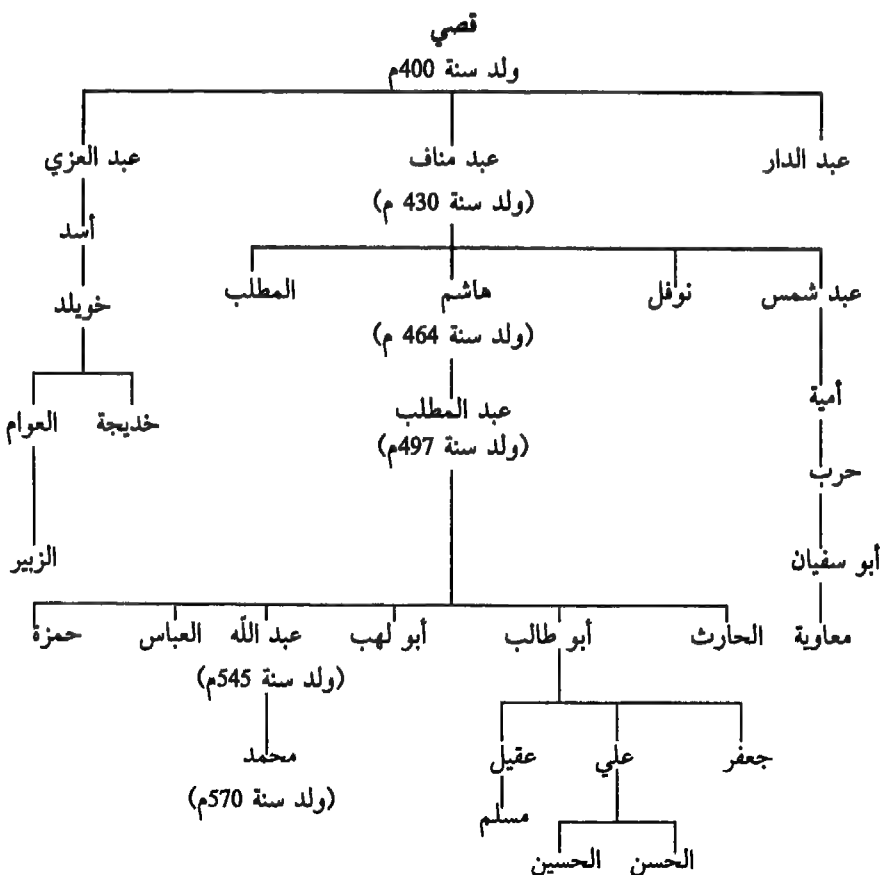 قصي
ولد سنة 400م
عبد الدار
عبد مناف
عبد العزي
(ولد سنة 430 م)
أسد
عبد شمس
نوفل
هاشم
المطلب
خويلد
(ولد سنة 464 م)
أمية
عبد المطلب
خديجة
العوام
(ولد سنة 497م)
حرب
أبو سفيان
الزبير
معاوية
الحارث
أبو طالب
أبو لهب
عبد الله
العباس
حمزة
(ولد سنة 545م)
جعفر
علي
عقيل
محمد
(ولد سنة 570م)
مسلم
الحسن
الحسين